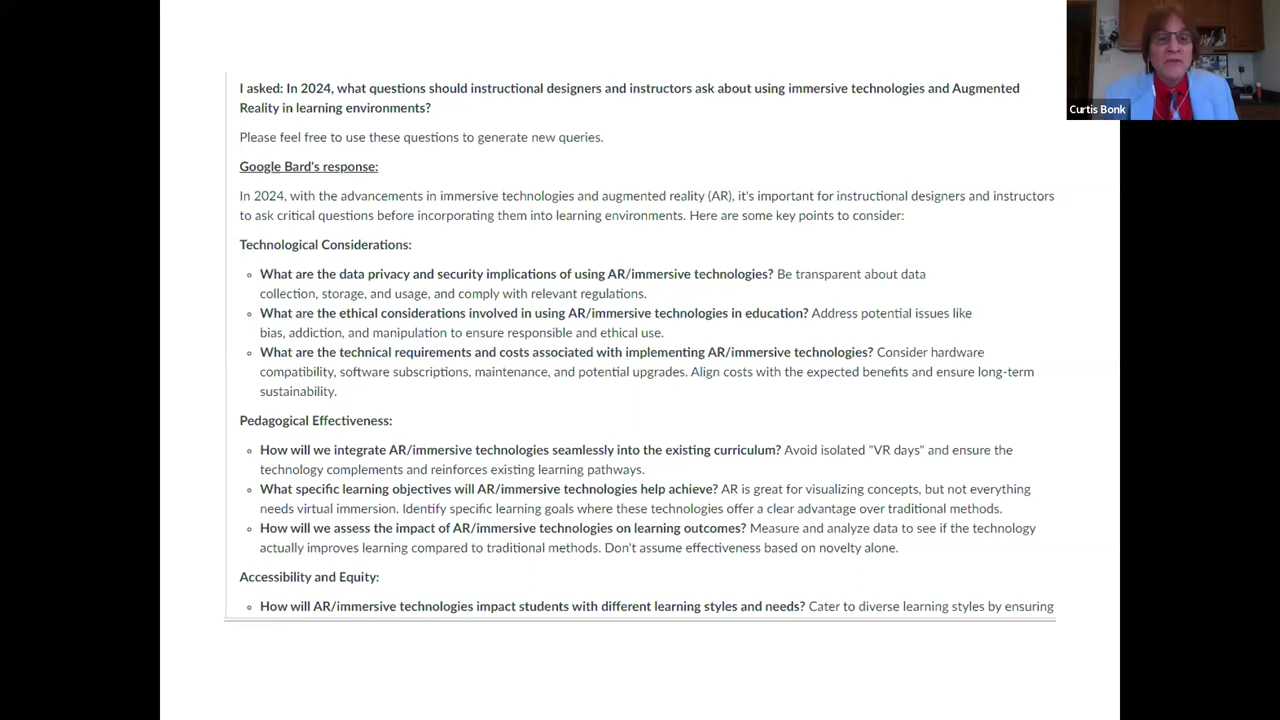 I asked: In 2024, what questions should instructional designers and instructors ask about using immersive technologies and Augmented
Reality in learning environments?
Please feel free to use these questions to generate new queries.
Google Bard's response:
In 2024, with the advancements in immersive technologies and augmented reality (AR), it's important for instructional designers and instructors
to ask critical questions before incorporating them into learning environments. Here are some key points to consider:
Technological Considerations:
◦ What are the data privacy and security implications of using AR/immersive technologies? Be transparent about data
collection, storage, and usage, and comply with relevant regulations.
◦ What are the ethical considerations involved in using AR/immersive technologies in education? Address potential issues like
bias, addiction, and manipulation to ensure responsible and ethical use.
◦ What are the technical requirements and costs associated with implementing AR/immersive technologies? Consider hardware
compatibility, software subscriptions, maintenance, and potential upgrades. Align costs with the expected benefits and ensure long-term
sustainability.
Pedagogical Effectiveness:
◦ How will we integrate AR/immersive technologies seamlessly into the existing curriculum? Avoid isolated "VR days" and ensure the
technology complements and reinforces existing learning pathways.
◦ What specific learning objectives will AR/immersive technologies help achieve? AR is great for visualizing concepts, but not everything
needs virtual immersion. Identify specific learning goals where these technologies offer a clear advantage over traditional methods.
◦ How will we assess the impact of AR/immersive technologies on learning outcomes? Measure and analyze data to see if the technology
actually improves learning compared to traditional methods. Don't assume effectiveness based on novelty alone.
Accessibility and Equity:
◦ How will AR/immersive technologies impact students with different learning styles and needs? Cater to diverse learning styles by ensuring
Curtis Bonk